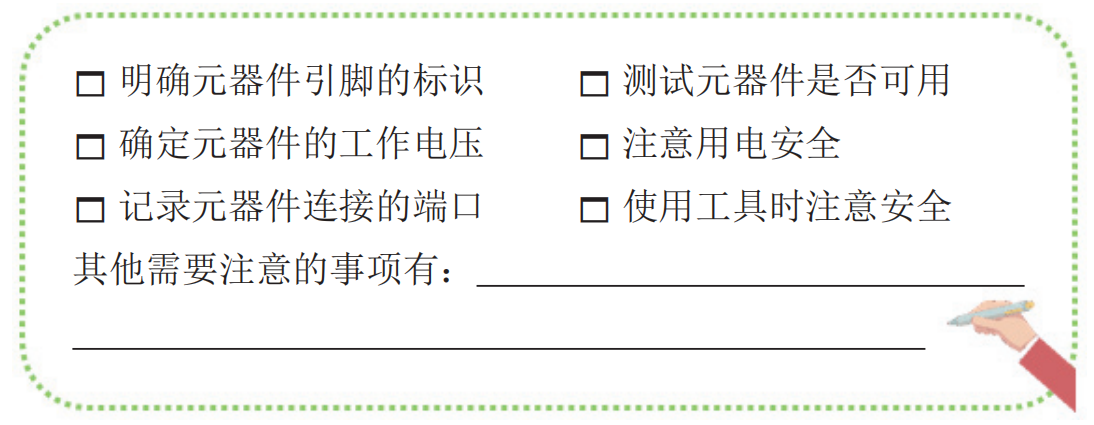 □ 明确元器件引脚的标识 □ 测试元器件是否可用
□ 确定元器件的工作电压 □ 注意用电安全
□ 记录元器件连接的端口 □ 使用工具时注意安全
其他需要注意的事项有：